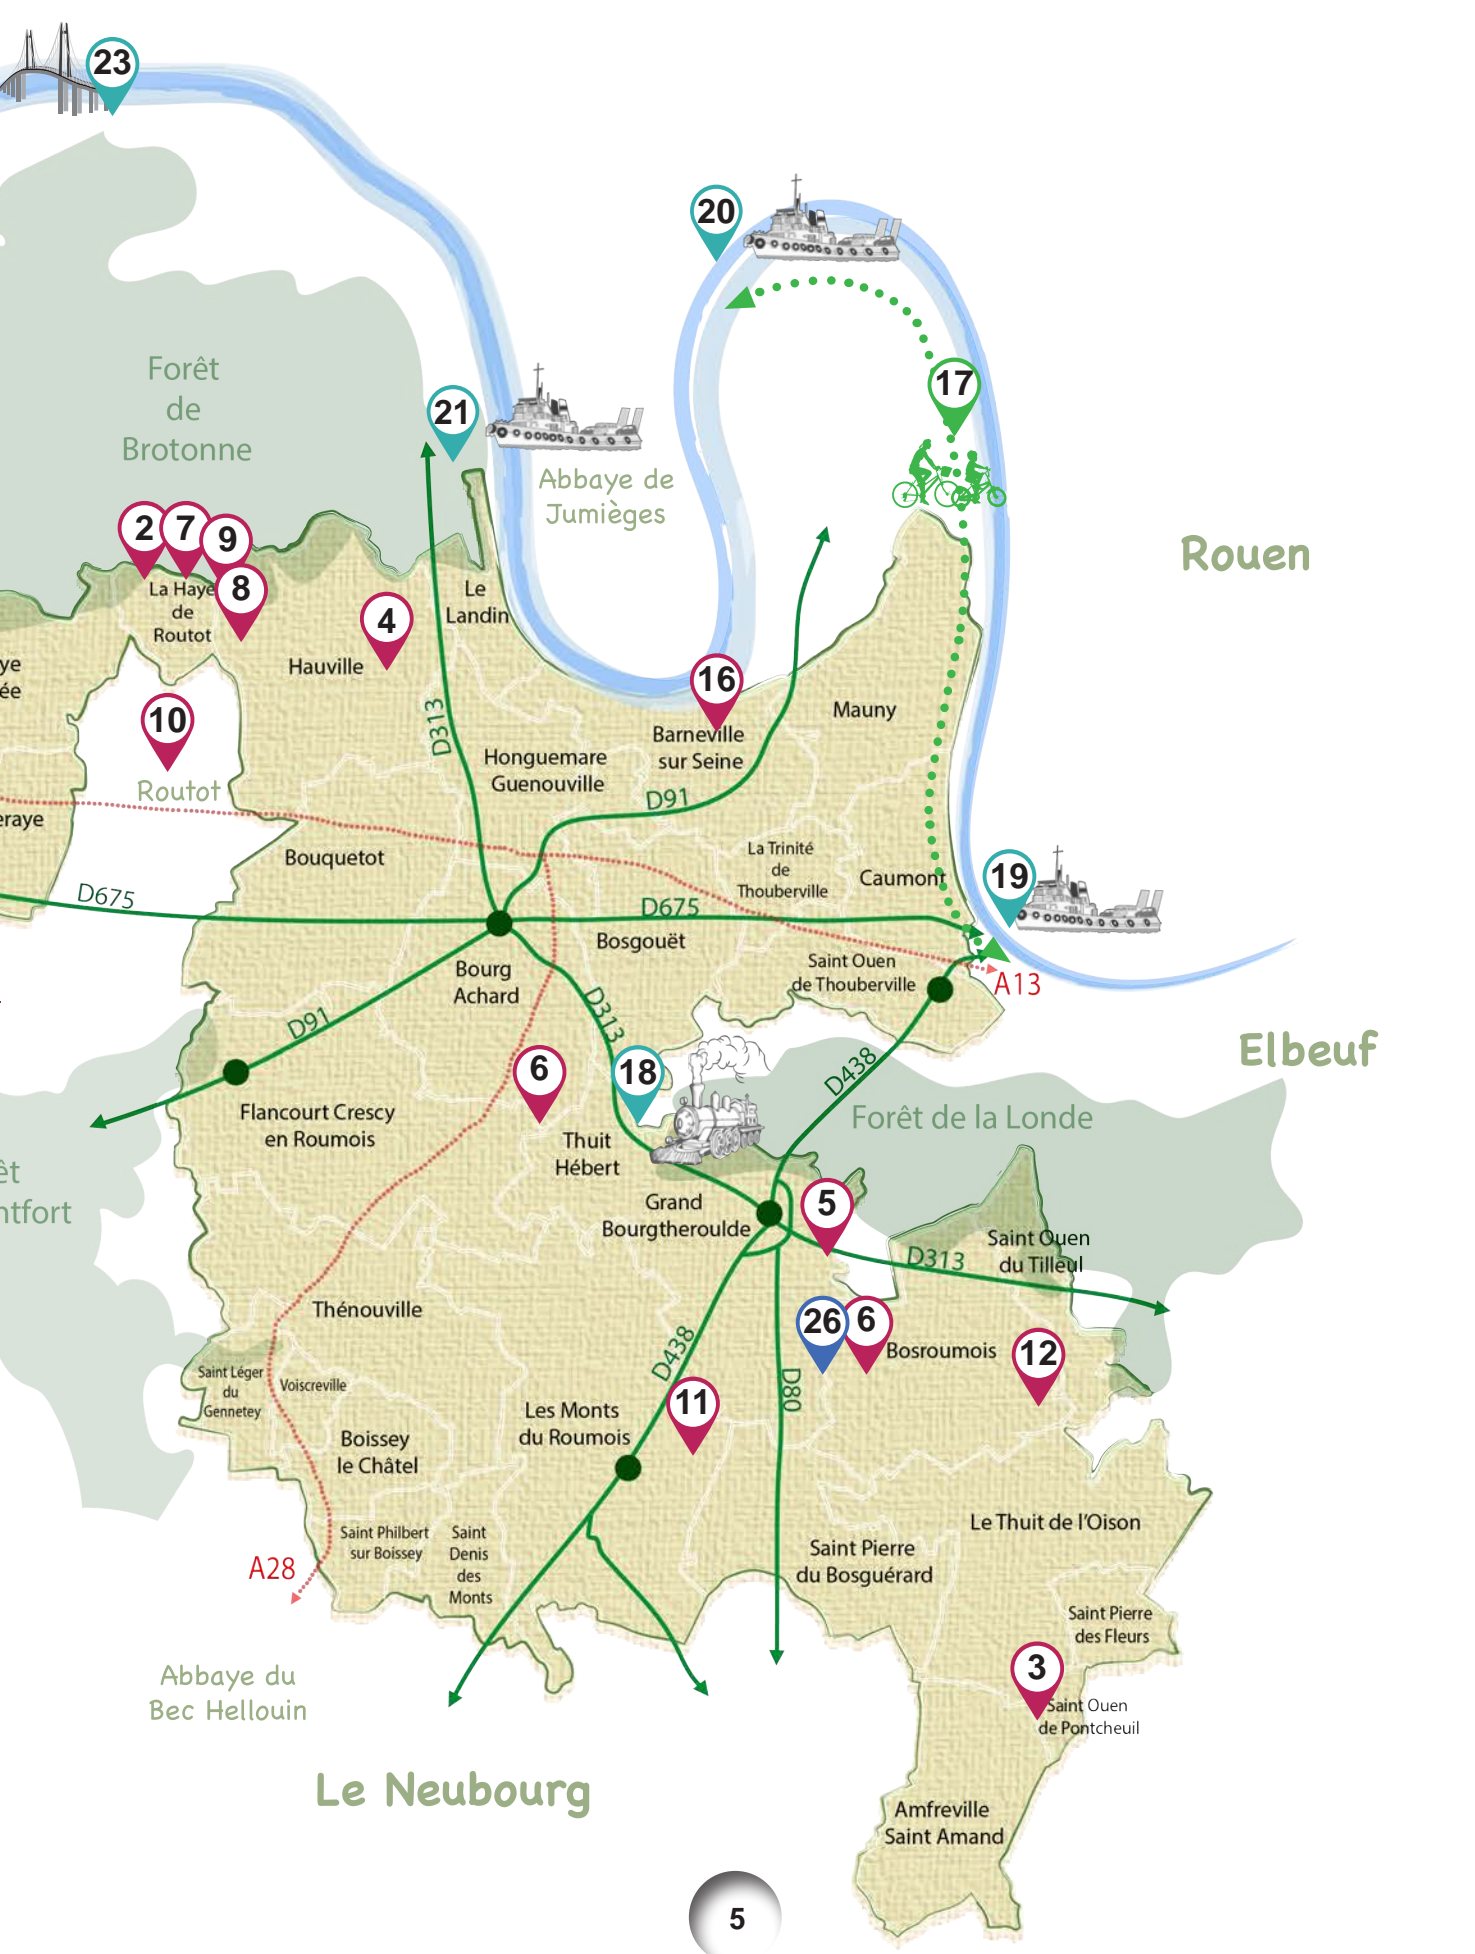 23
20
17
Forêt
de
Brotonne
21
Abbaye de
Jumièges
Rouen
2
7
9
8
La Haye
de
Routot
Le
Landin
4
Hauville
ye
ée
16
10
Routot
D313
Mauny
Barneville
sur Seine
Honguemare
Guenouville
D91
eraye
Bouquetot
La Trinité
de
Thouberville
Caumont
19
D675
D675
Bosgouët
Bourg
Achard
Saint Ouen
de Thouberville
A13
D91
D313
Elbeuf
6
18
D438
Forêt de la Londe
Flancourt Crescy
en Roumois
Thuit
Hébert
êt
ntfort
Grand
Bourgtheroulde
5
Saint Ouen
du Tilleul
D313
Thénouville
26
6
Bosroumois
12
D438
D80
Saint Léger
du
Gennetey
Voiscreville
11
Les Monts
du Roumois
Boissey
le Châtel
Le Thuit de l'Oison
Saint Philbert
sur Boissey
Saint
Denis
des
Monts
Saint Pierre
du Bosguérard
A28
Saint Pierre
des Fleurs
3
Saint Ouen
de Pontcheuil
Abbaye du
Bec Hellouin
Le Neubourg
Amfreville
Saint Amand
5